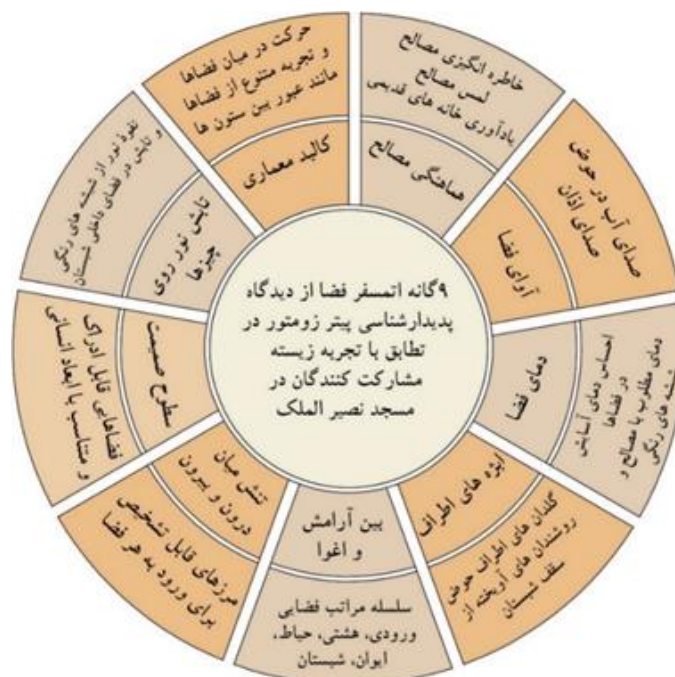 ۹گانه اتمسفر فضا از دیدگاه
پدیدارشناسی پیتر زومتور در
تطابق با تجربه زیسته
مشارکت کنندگان در
مسجد نصیر الملک
کالبد معماری
حرکت در میان فضاها
و تجربه متنوع از فضاها
مانند عبور بین ستون ها
هماهنگی مصالح
خاطره انگیزی مصالح
لمس مصالح
یادآوری خانه های قدیمی
آوای فضا
صدای آب در حوض
صدای اذان
دمای فضا
احساس دمای آسایش
در فضاها
دمای مطلوب با مصالح و
شیشه های رنگی
ابژه های اطراف
گلدان های اطراف حوض
روشندان های آویخته از
سقف شبستان
بین آرامش
و اغوا
سلسله مراتب فضایی
ورودی، هشتی، حیاط،
ایوان، شبستان
تنش میان
درون و بیرون
مرزهای قابل تشخیص
برای ورود به هر فضا
سطوح صمیمیت
فضاهایی قابل ادراک
و متناسب با ابعاد انسانی
تابش نور روی
چیزها
نفوذ نور از شیشه های رنگی
و تابش در فضای داخلی شبستان